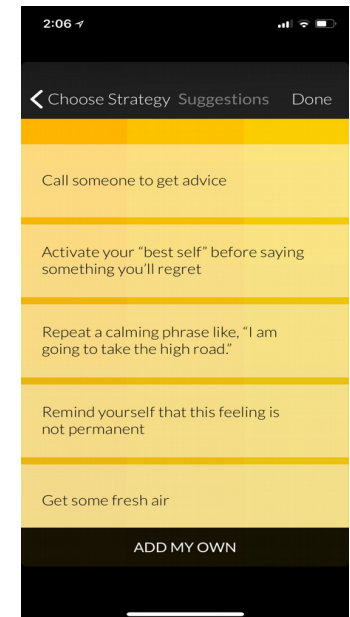 2:06
Choose Strategy Suggestions Done
Call someone to get advice
Activate your “best self” before saying
something you’ll regret
Repeat a calming phrase like, “I am
going to take the high road.”
Remind yourself that this feeling is
not permanent
Get some fresh air
ADD MY OWN